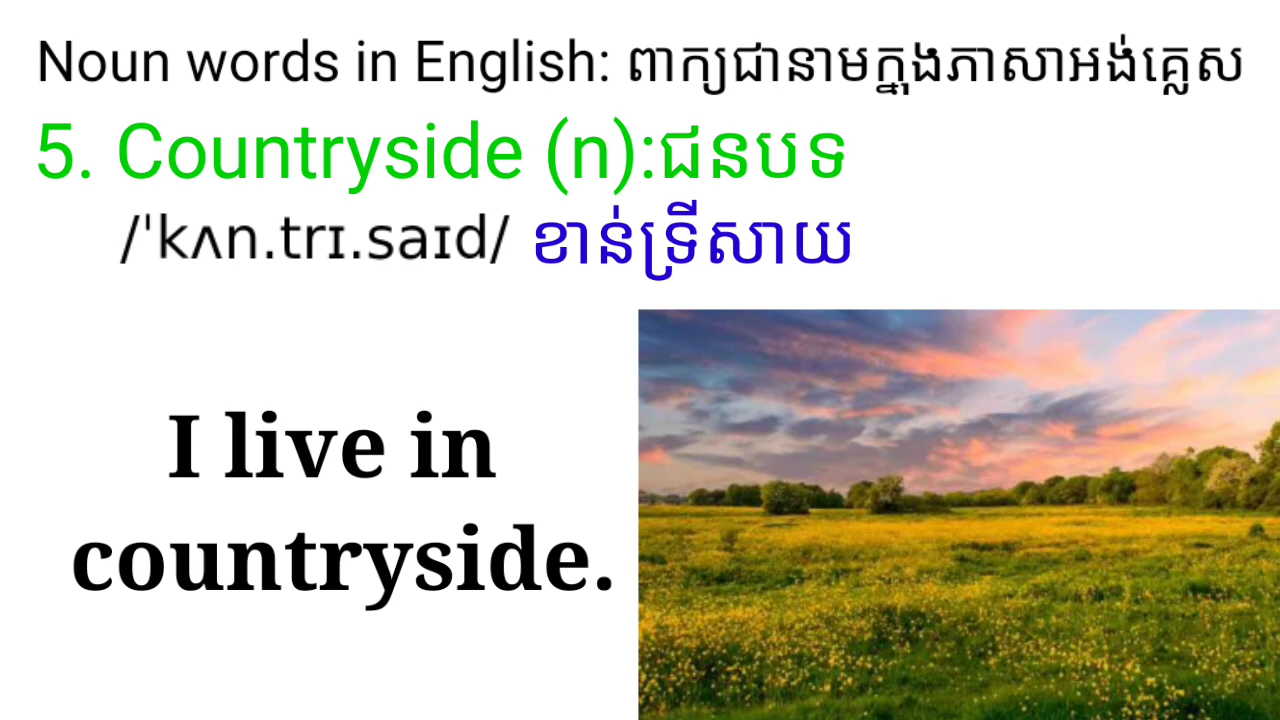 Noun words in English: ពាក្យជានាមក្នុងភាសាអង់គ្លេស
5. Countryside (n):ជនបទ
/ˈkʌn.trɪ.saɪd/ ខាន់ទ្រីសាយ
I live in
countryside.